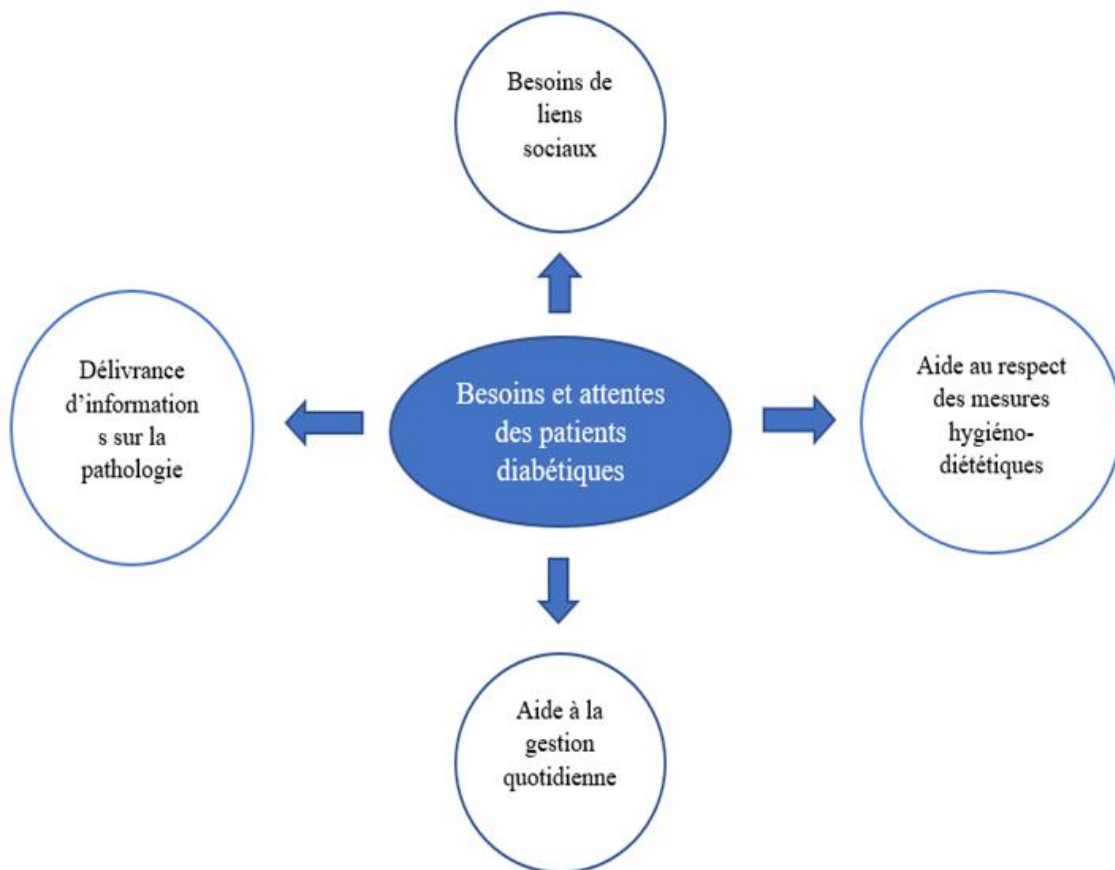 Besoins de
liens
sociaux
Délivrance
d’information
s sur la
pathologie
Besoins et attentes
des patients
diabétiques
Aide au respect
des mesures
hygiéno-
diététiques
Aide à la
gestion
quotidienne